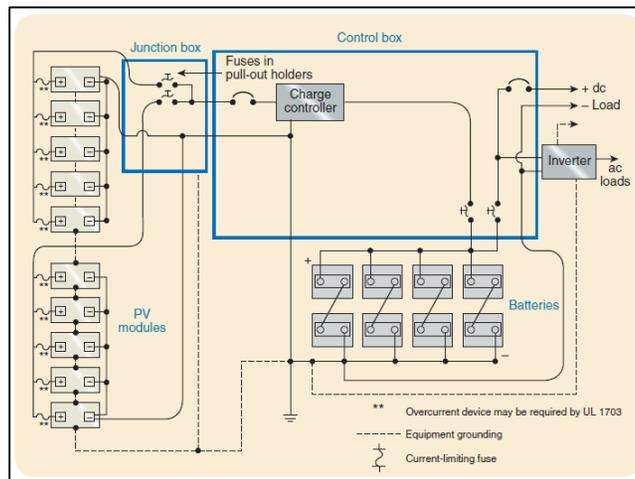 Junction box
Control box
Fuses in
pull-out holders
Charge
controller
+ dc
– Load
Inverter
ac
loads
+ –
**
+ –
**
+ –
**
+ –
**
+ –
**
PV
modules
+ –
**
+ –
**
+ –
**
+ –
**
+ –
**
+
Batteries
–
** Overcurrent device may be required by UL 1703
Equipment grounding
Current-limiting fuse